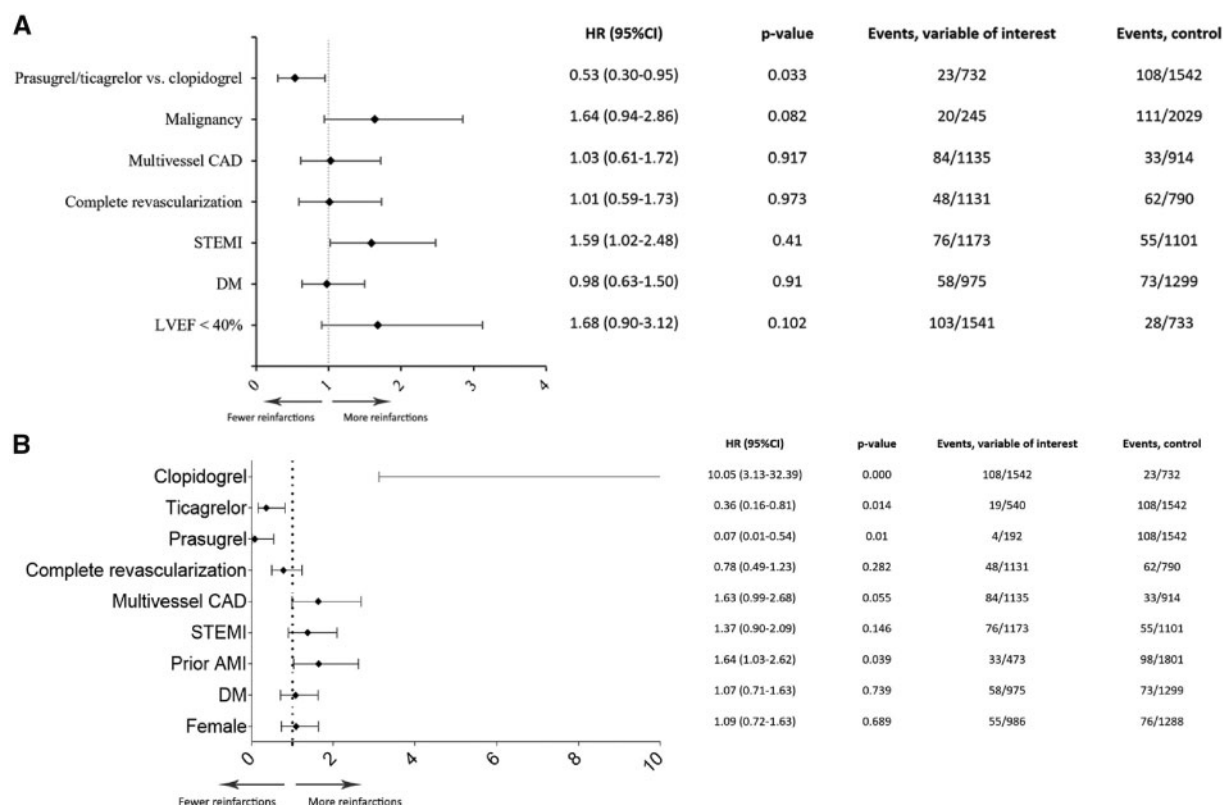 A
HR (95%CI) p-value Events, variable of interest Events, control
Prasugrel/ticagrelor vs. clopidogrel 0.53 (0.30-0.95) 0.033 23/732 108/1542
Malignancy 1.64 (0.94-2.86) 0.082 20/245 111/2029
Multivessel CAD 1.03 (0.61-1.72) 0.917 84/1135 33/914
Complete revascularization 1.01 (0.59-1.73) 0.973 48/1131 62/790
STEMI 1.59 (1.02-2.48) 0.41 76/1173 55/1101
DM 0.98 (0.63-1.50) 0.91 58/975 73/1299
LVEF < 40% 1.68 (0.90-3.12) 0.102 103/1541 28/733
0 1 2 3 4
Fewer reinfarctions More reinfarctions
B
HR (95%CI) p-value Events, variable of interest Events, control
Clopidogrel 10.05 (3.13-32.39) 0.000 108/1542 23/732
Ticagrelor 0.36 (0.16-0.81) 0.014 19/540 108/1542
Prasugrel 0.07 (0.01-0.54) 0.01 4/192 108/1542
Complete revascularization 0.78 (0.49-1.23) 0.282 48/1131 62/790
Multivessel CAD 1.63 (0.99-2.68) 0.055 84/1135 33/914
STEMI 1.37 (0.90-2.09) 0.146 76/1173 55/1101
Prior AMI 1.64 (1.03-2.62) 0.039 33/473 98/1801
DM 1.07 (0.71-1.63) 0.739 58/975 73/1299
Female 1.09 (0.72-1.63) 0.689 55/986 76/1288
0 2 4 6 8 10
Fewer reinfarctions More reinfarctions